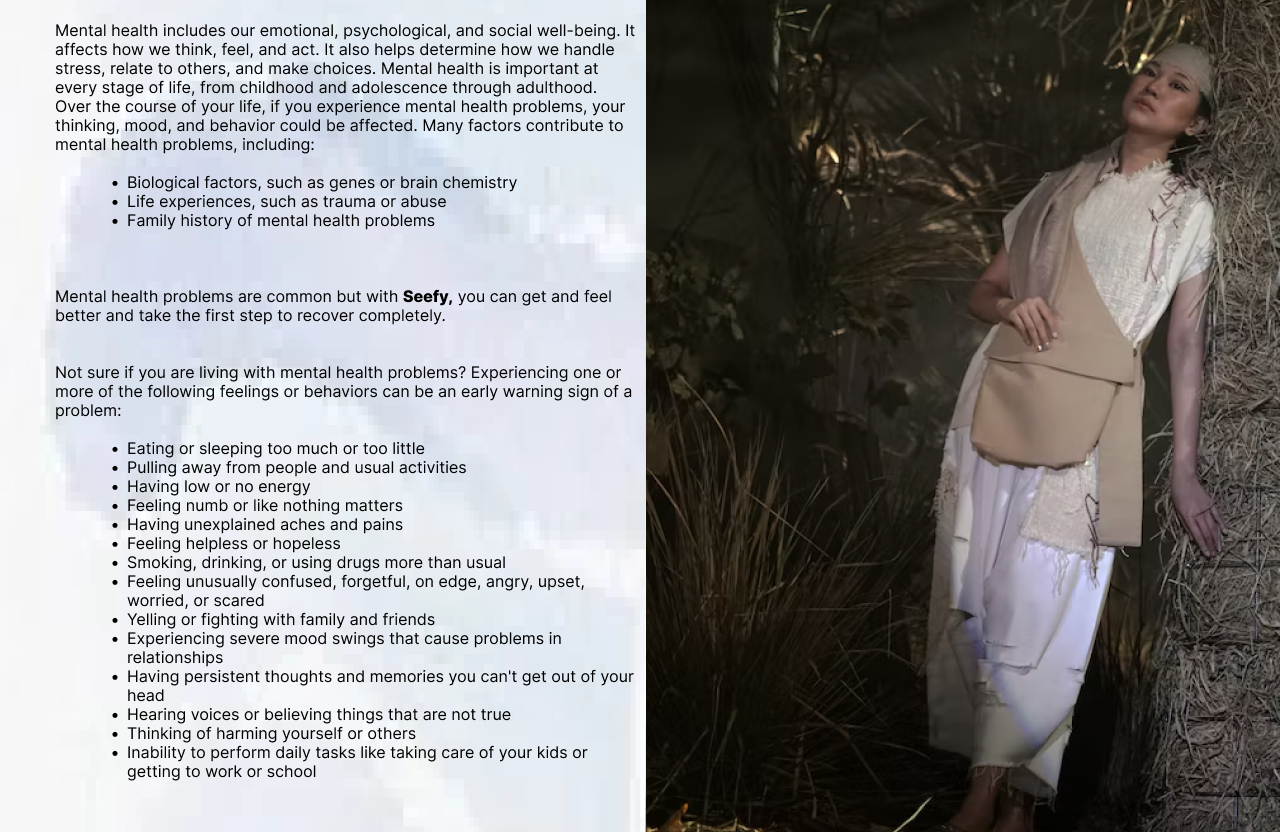 Mental health includes our emotional, psychological, and social well-being. It
affects how we think, feel, and act. It also helps determine how we handle
stress, relate to others, and make choices. Mental health is important at
every stage of life, from childhood and adolescence through adulthood.
Over the course of your life, if you experience mental health problems, your
thinking, mood, and behavior could be affected. Many factors contribute to
mental health problems, including:
• Biological factors, such as genes or brain chemistry
• Life experiences, such as trauma or abuse
• Family history of mental health problems
Mental health problems are common but with Seefy, you can get and feel
better and take the first step to recover completely.
Not sure if you are living with mental health problems? Experiencing one or
more of the following feelings or behaviors can be an early warning sign of a
problem:
• Eating or sleeping too much or too little
• Pulling away from people and usual activities
• Having low or no energy
• Feeling numb or like nothing matters
• Having unexplained aches and pains
• Feeling helpless or hopeless
• Smoking, drinking, or using drugs more than usual
• Feeling unusually confused, forgetful, on edge, angry, upset,
worried, or scared
• Yelling or fighting with family and friends
• Experiencing severe mood swings that cause problems in
relationships
• Having persistent thoughts and memories you can't get out of your
head
• Hearing voices or believing things that are not true
• Thinking of harming yourself or others
• Inability to perform daily tasks like taking care of your kids or
getting to work or school